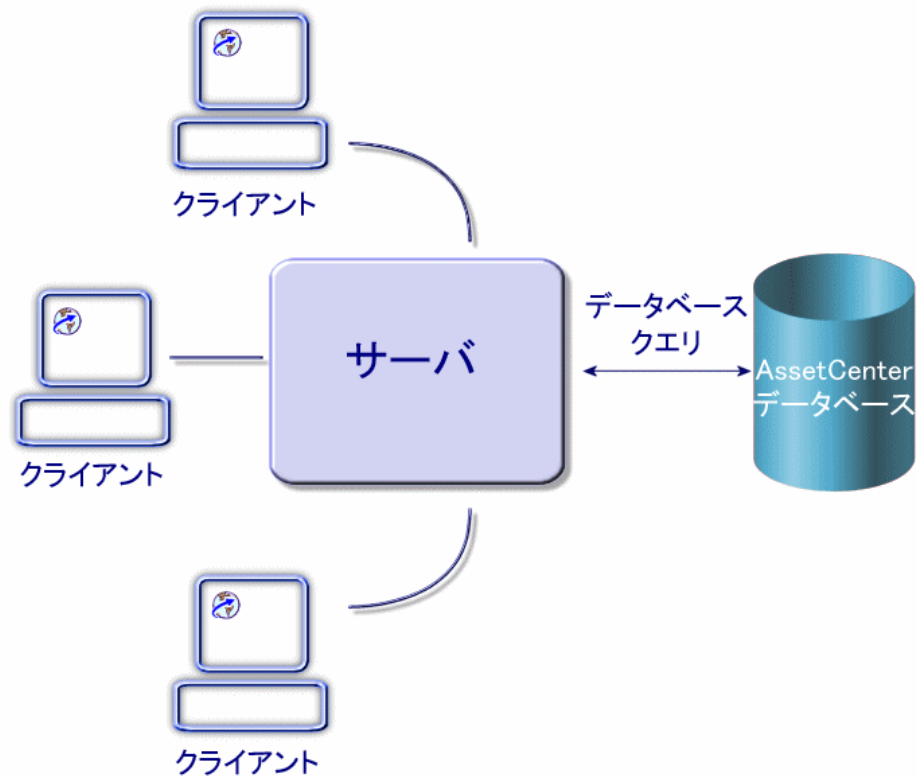 クライアント
クライアント
サーバ
データベース
クエリ
AssetCenter
データベース
クライアント